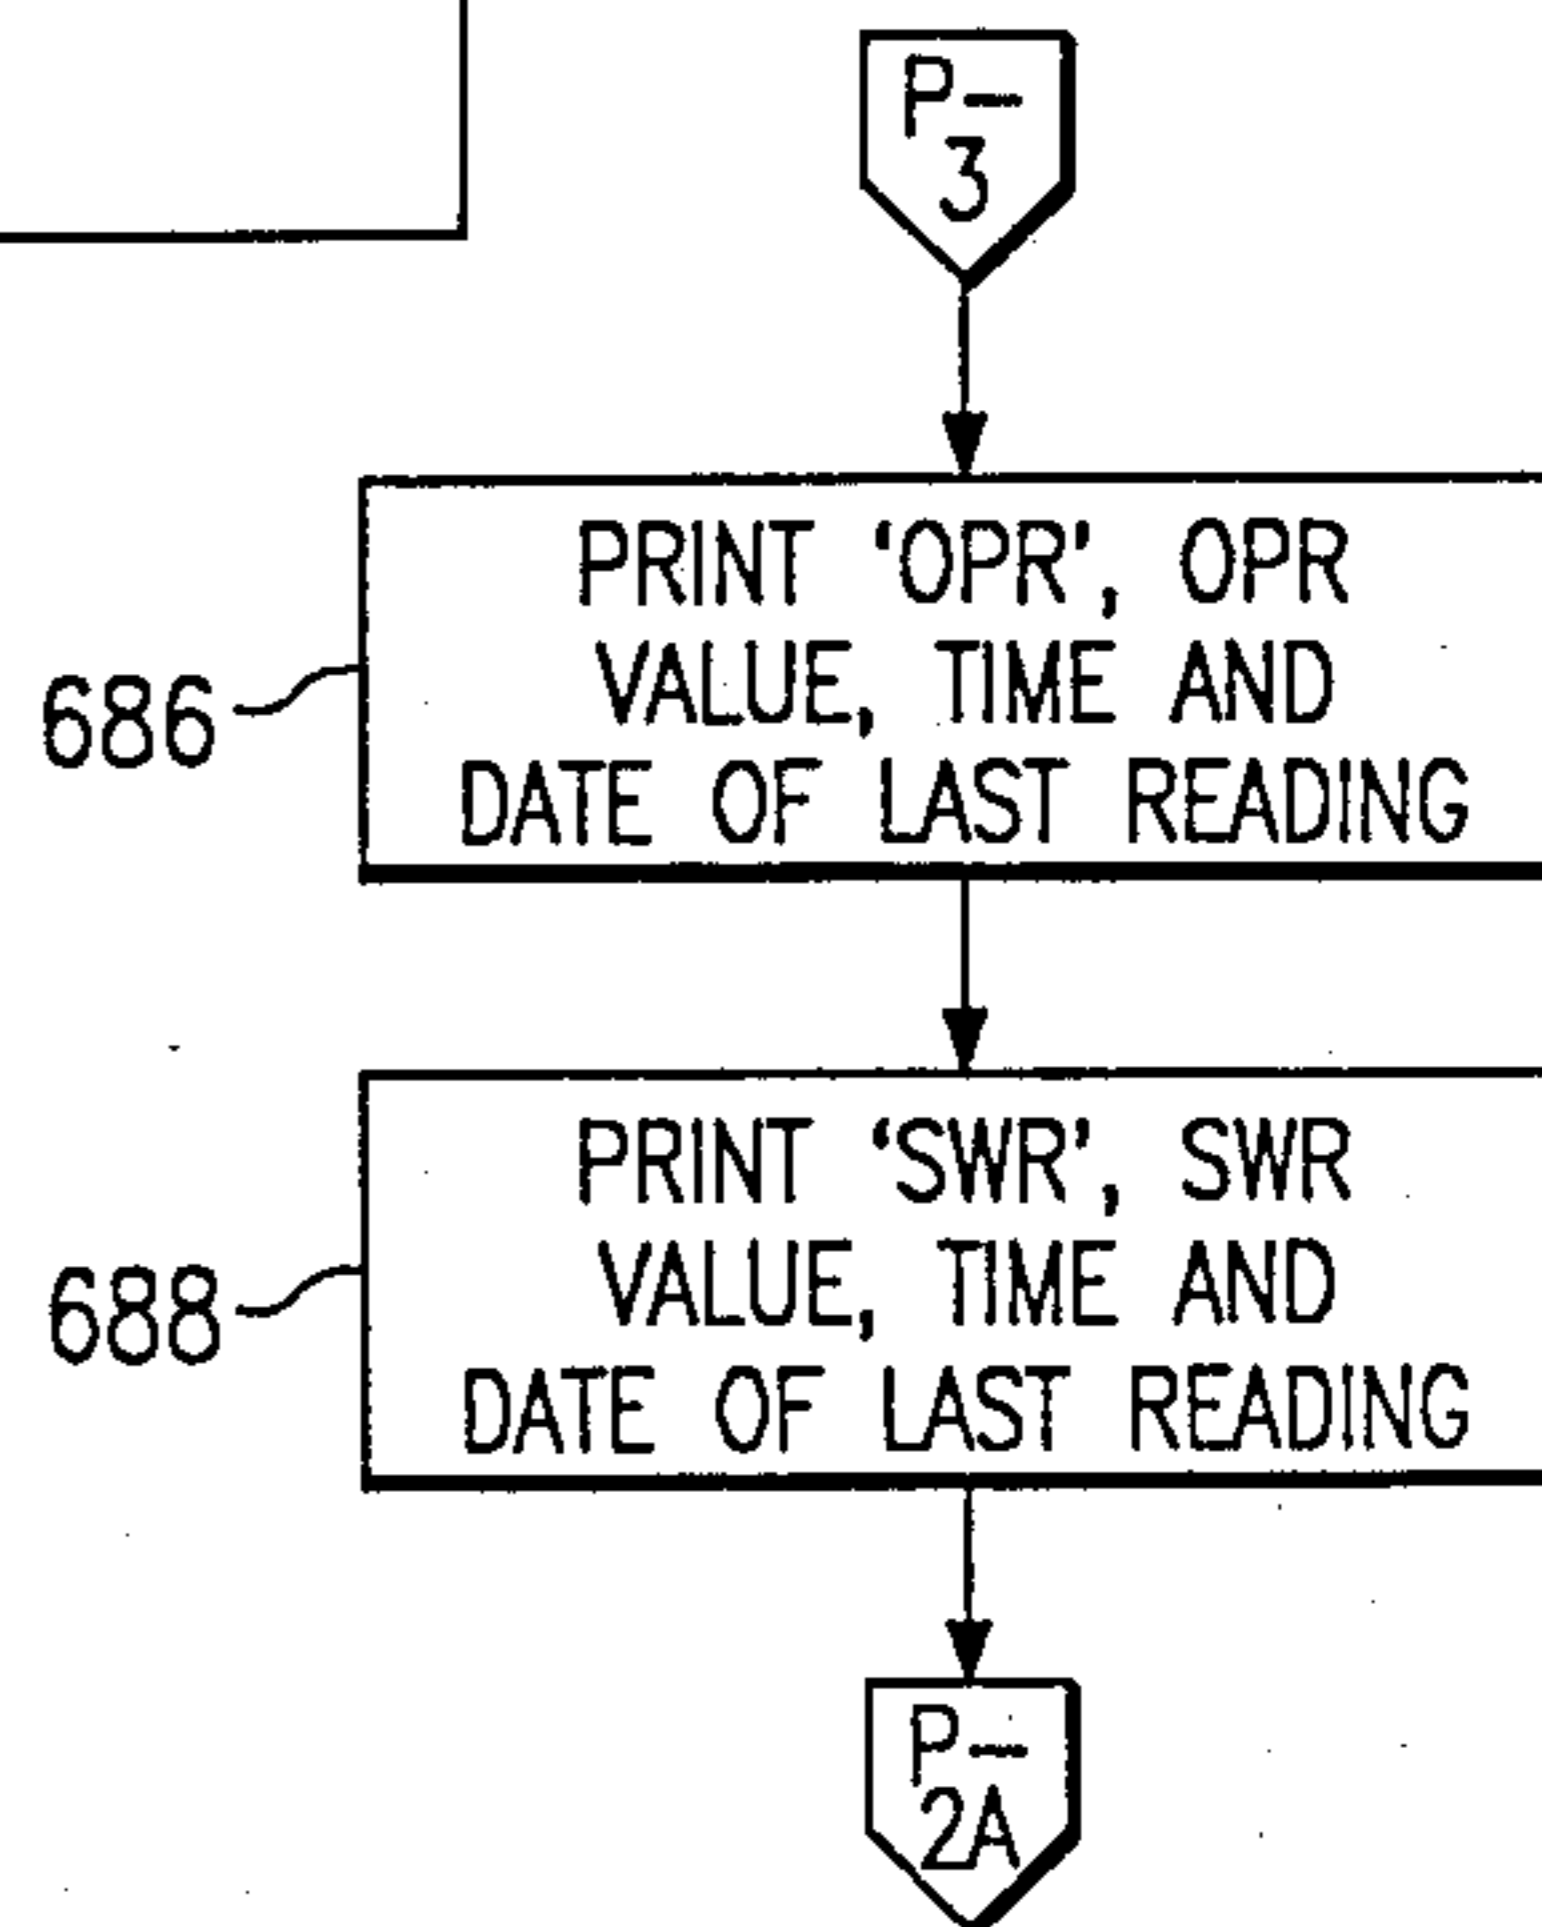 P-
3
PRINT ‘OPR’, OPR
VALUE, TIME AND
686
DATE OF LAST READING
PRINT ‘SWR’, SWR
VALUE, TIME AND
688
DATE OF LAST READING
P-
2A